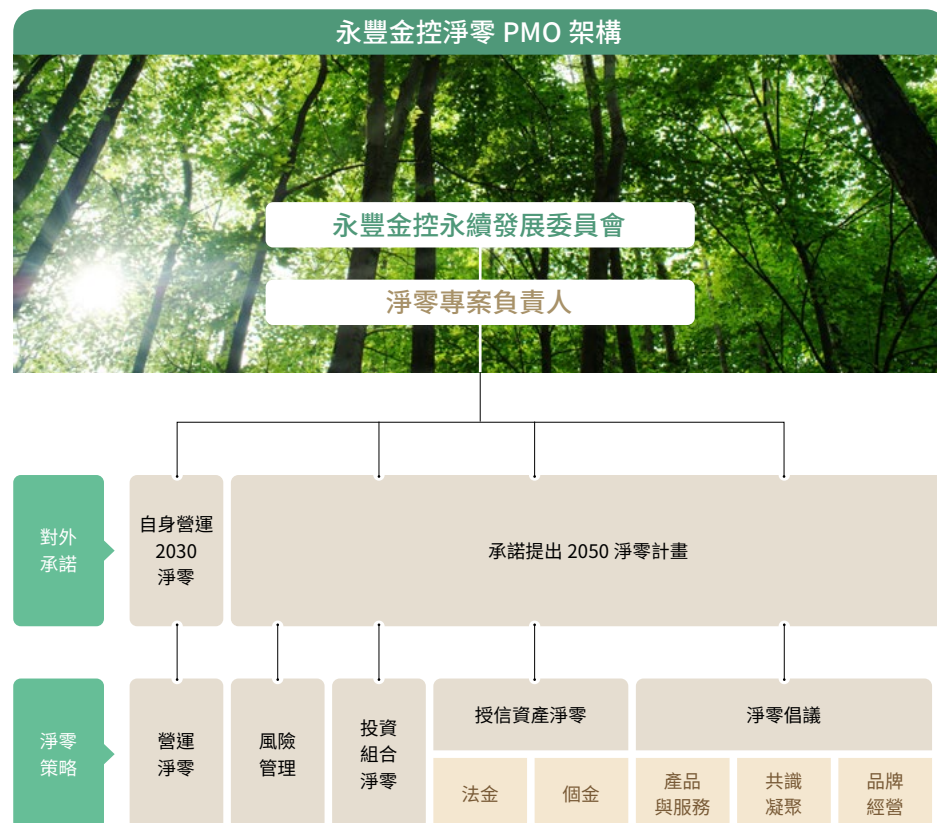 永豐金控淨零 PMO 架構
永豐金控永續發展委員會
淨零專案負責人
對外
承諾
自身營運
2030
淨零
承諾提出 2050 淨零計畫
淨零
策略
營運
淨零
風險
管理
投資
組合
淨零
授信資產淨零
法金
個金
淨零倡議
產品
與服務
共識
凝聚
品牌
經營